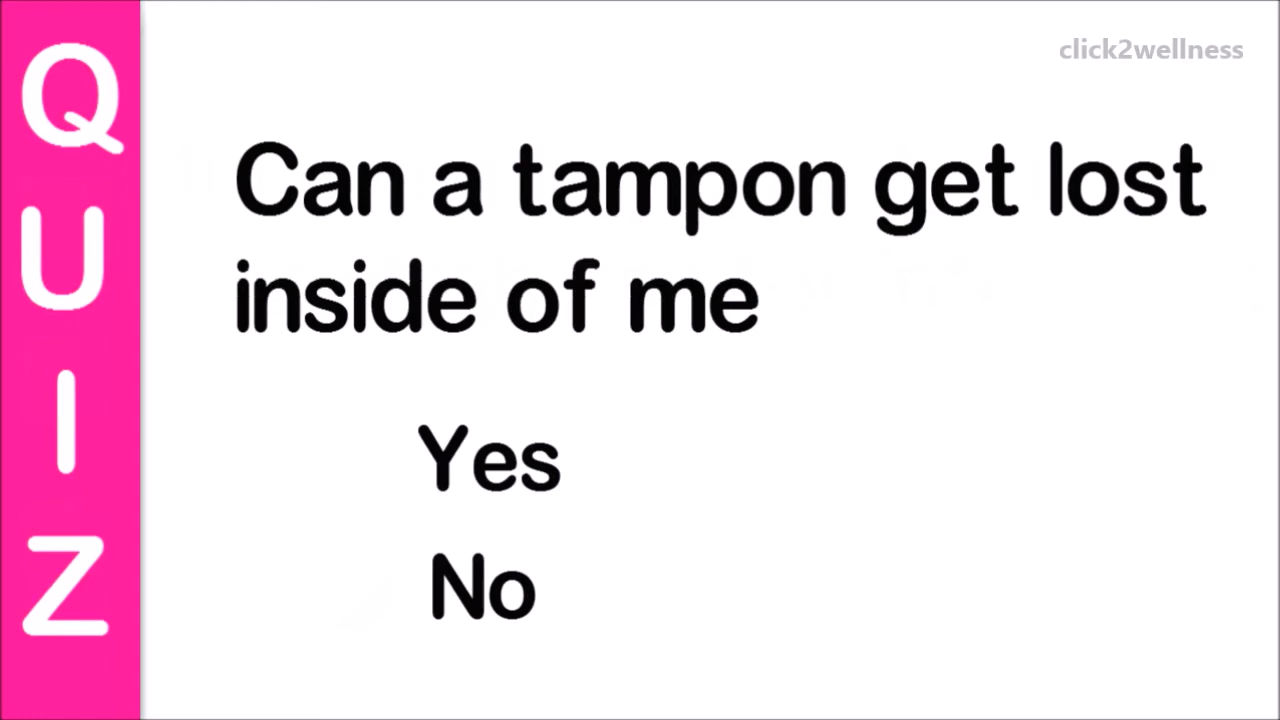 QUIZ
click2wellness
Can a tampon get lost
inside of me
Yes
No